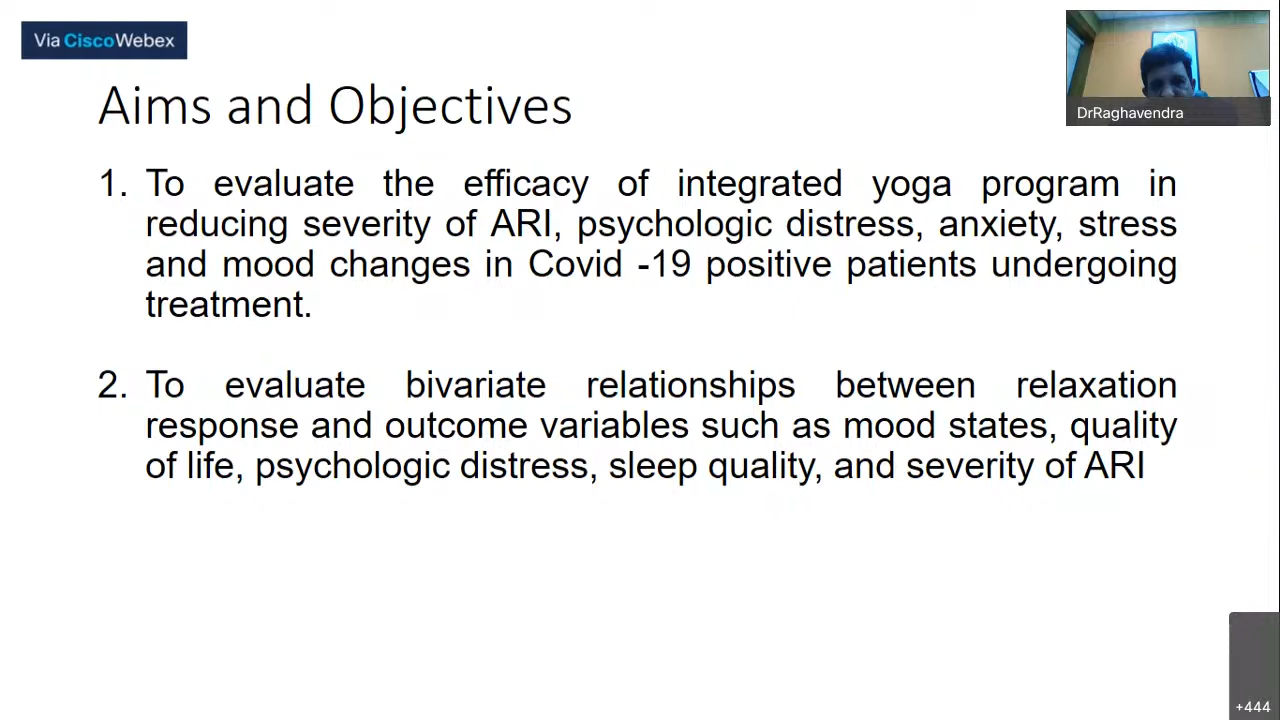 Via CiscoWebex
DrRaghavendra
Aims and Objectives
1. To evaluate the efficacy of integrated yoga program in
reducing severity of ARI, psychologic distress, anxiety, stress
and mood changes in Covid -19 positive patients undergoing
treatment.
2. To evaluate bivariate relationships between relaxation
response and outcome variables such as mood states, quality
of life, psychologic distress, sleep quality, and severity of ARI
+444